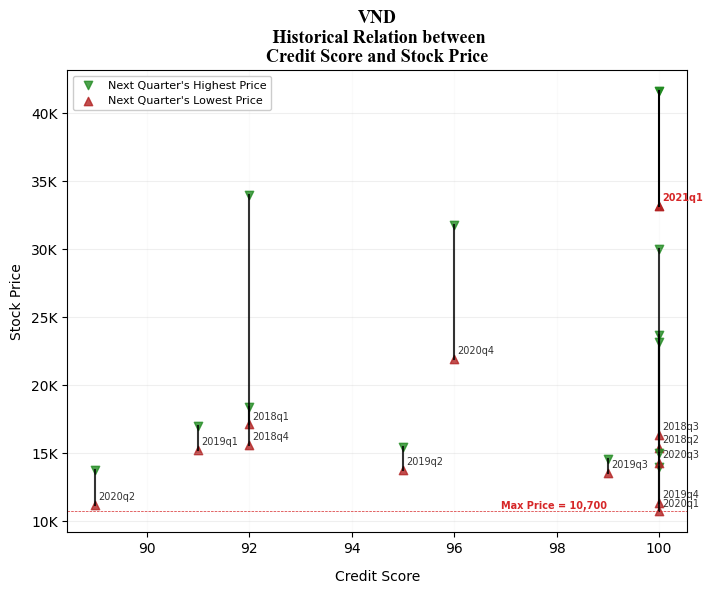 VND
Historical Relation between
Credit Score and Stock Price
Next Quarter's Highest Price
Next Quarter's Lowest Price
40K
35K
30K
25K
20K
15K
10K
Stock Price
2021q1
2020q4
2018q1
2018q3
2018q4
2019q1
2018q2
2020q3
2019q2
2019q3
2020q2
2019q4
2020q1
Max Price = 10,700
90
92
94
96
98
100
Credit Score